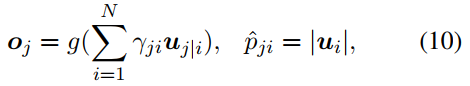 𝒐_j = g(∑_{i=1}^{N} γ_{ji} 𝒖_{j|i}),  p̂_{ji} = |𝒖_i|,  (10)